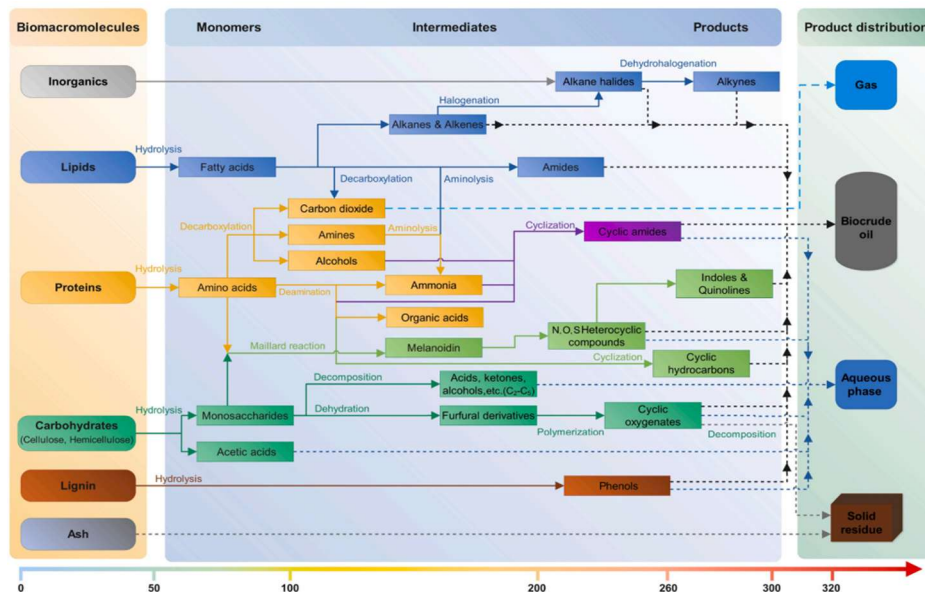 Biomacromolecules
Monomers
Intermediates
Products
Product distribution
Inorganics
Dehydrohalogenation
Alkane halides
Alkynes
Gas
Halogenation
Alkanes & Alkenes
Hydrolysis
Lipids
Fatty acids
Amides
Decarboxylation
Aminolysis
Carbon dioxide
Decarboxylation
Amines
Aminolysis
Cyclization
Cyclic amides
Biocrude
oil
Alcohols
Hydrolysis
Proteins
Amino acids
Deamination
Ammonia
Indoles &
Quinolines
Organic acids
N.O.S Heterocyclic
compounds
Maillard reaction
Melanoidin
Cyclization
Cyclic
hydrocarbons
Decomposition
Acids, ketones,
alcohols,etc.(C₂-C₅)
Aqueous
phase
Hydrolysis
Monosaccharides
Dehydration
Furfural derivatives
Cyclic
oxygenates
Carbohydrates
(Cellulose, Hemicellulose)
Polymerization
Decomposition
Acetic acids
Lignin
Hydrolysis
Phenols
Solid
residue
Ash
0
50
100
200
260
300
320